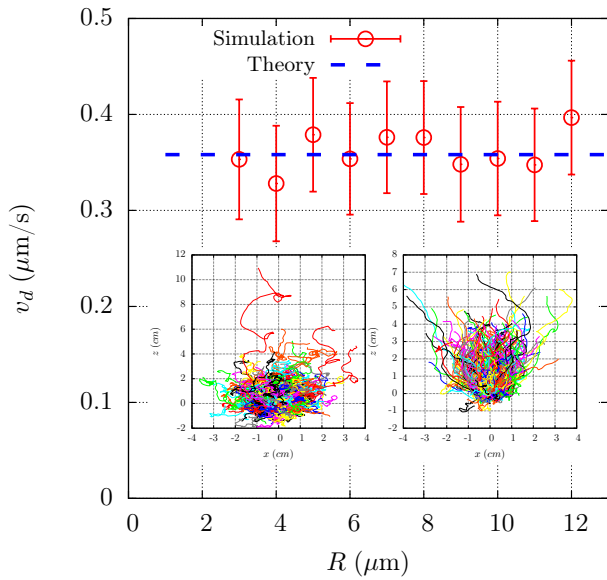 0.5
Simulation
Theory
0.4
0.3
0.2
0.1
0
v_d (μm/s)
12
10
8
6
4
2
0
-2
z (cm)
-4 -3 -2 -1 0 1 2 3 4
x (cm)
8
7
6
5
4
3
2
1
0
-1
-2
z (cm)
-4 -3 -2 -1 0 1 2 3 4
x (cm)
0 2 4 6 8 10 12
R (μm)